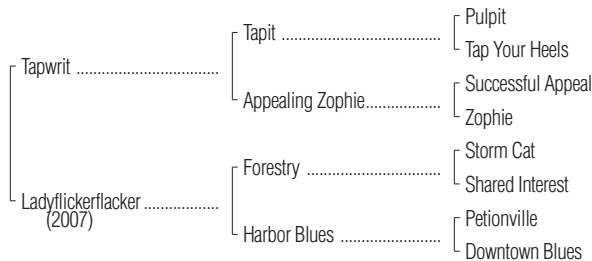 Pulpit
Tapit ................................................
Tap Your Heels
Tapwrit ...........................................
Successful Appeal
Appealing Zophie.......................
Zophie
Storm Cat
Forestry .........................................
Shared Interest
Ladyflickerflacker .......................
(2007)
Petionville
Harbor Blues ...............................
Downtown Blues